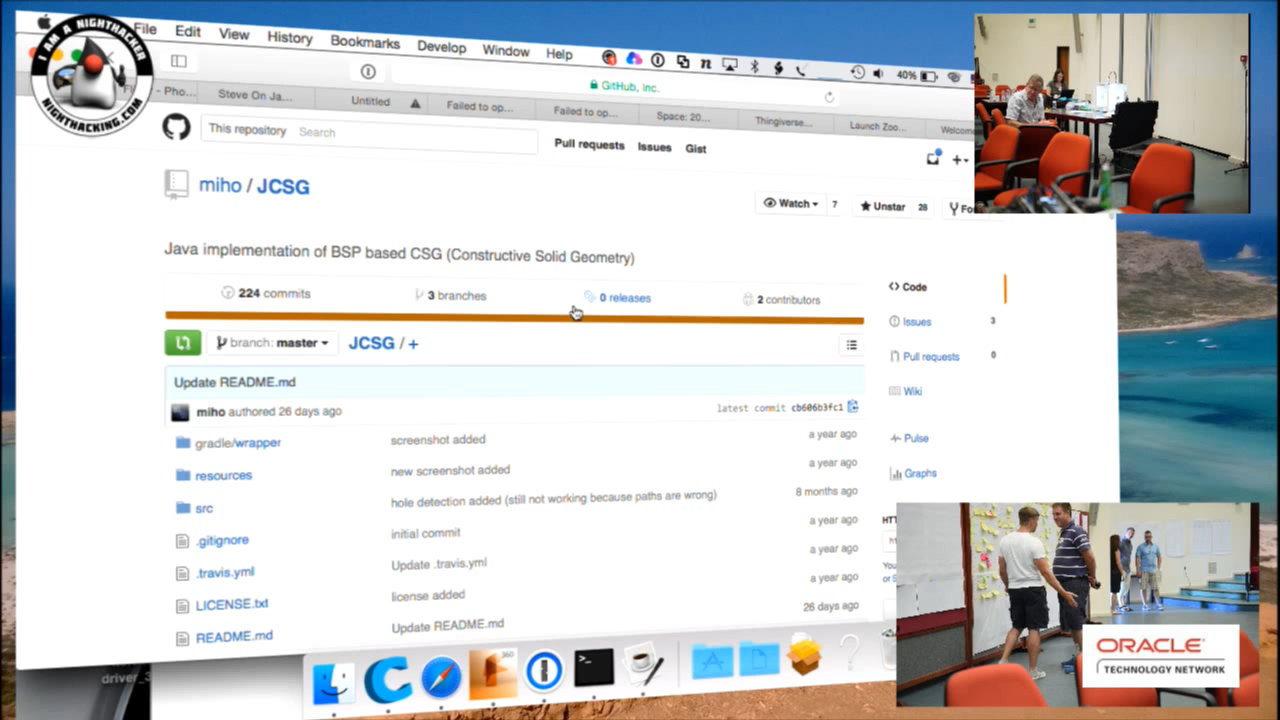 I AM A NIGHTHACKER
NIGHTHACKING.COM
File Edit View History Bookmarks Develop Window Help
40%
GitHub, Inc.
- Pho...
Steve On Ja...
Untitled
Failed to op...
Failed to op...
Space: 20...
Thingiverse...
Launch Zoo...
Welcome
This repository Search
Pull requests Issues Gist
miho / JCSG
Watch 7
Unstar 28
Java implementation of BSP based CSG (Constructive Solid Geometry)
224 commits
3 branches
0 releases
2 contributors
Code
Issues 3
Pull requests 0
Wiki
Pulse
Graphs
branch: master
JCSG / +
Update README.md
miho authored 26 days ago
latest commit cb606b3fc1
gradle/wrapper screenshot added a year ago
resources new screenshot added a year ago
src hole detection added (still not working because paths are wrong) 8 months ago
.gitignore initial commit a year ago
.travis.yml Update .travis.yml a year ago
LICENSE.txt license added a year ago
README.md Update README.md 26 days ago
360
ORACLE
TECHNOLOGY NETWORK